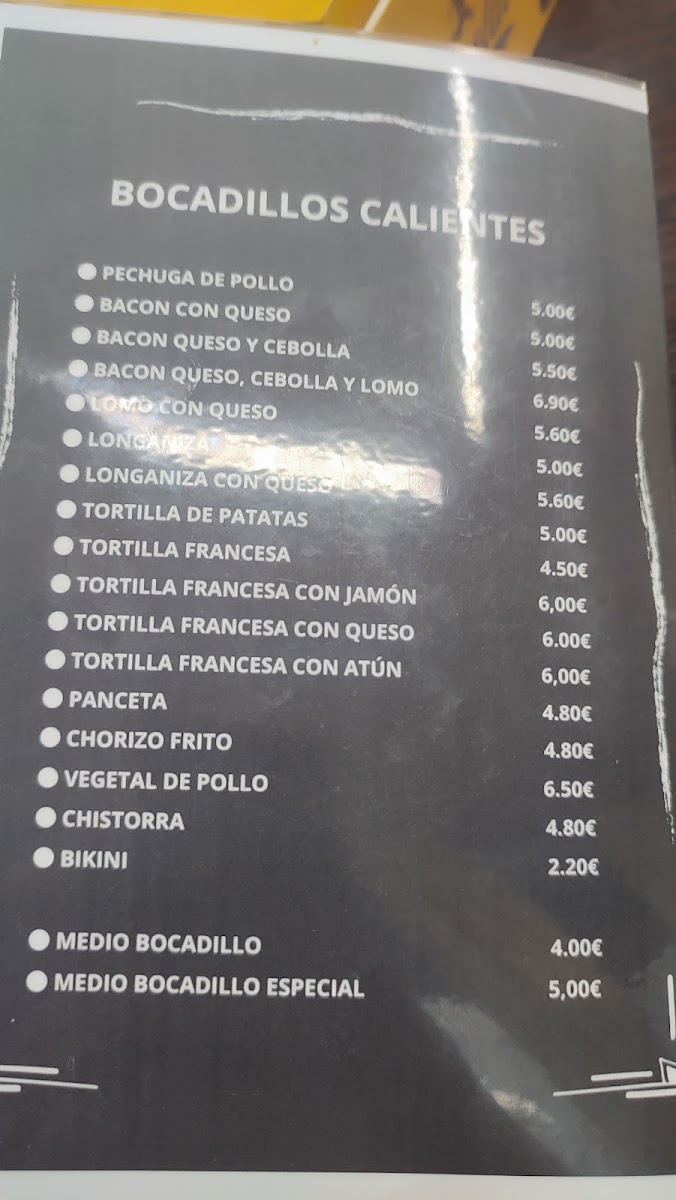 BOCADILLOS CALIENTES
PECHUGA DE POLLO 5.00€
BACON CON QUESO 5.00€
BACON QUESO Y CEBOLLA 5.50€
BACON QUESO, CEBOLLA Y LOMO 6.90€
LOMO CON QUESO 5.60€
LONGANIZA 5.00€
LONGANIZA CON QUESO 5.60€
TORTILLA DE PATATAS 5.00€
TORTILLA FRANCESA 4.50€
TORTILLA FRANCESA CON JAMÓN 6,00€
TORTILLA FRANCESA CON QUESO 6.00€
TORTILLA FRANCESA CON ATÚN 6,00€
PANCETA 4.80€
CHORIZO FRITO 4.80€
VEGETAL DE POLLO 6.50€
CHISTORRA 4.80€
BIKINI 2.20€
MEDIO BOCADILLO 4.00€
MEDIO BOCADILLO ESPECIAL 5,00€